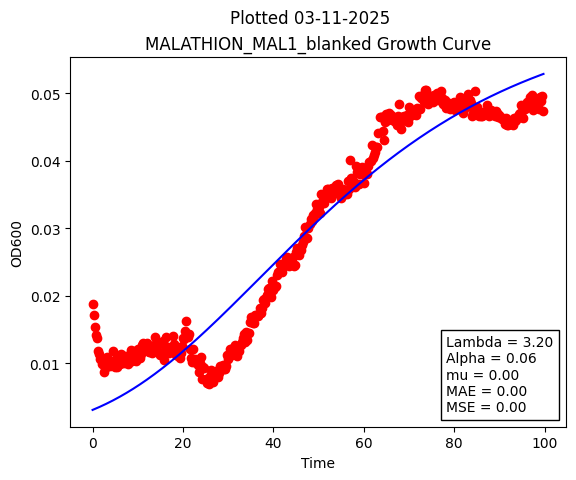 Plotted 03-11-2025
MALATHION_MAL1_blanked Growth Curve
0.05
0.04
0.03
0.02
0.01
OD600
Lambda = 3.20
Alpha = 0.06
mu = 0.00
MAE = 0.00
MSE = 0.00
0 20 40 60 80 100
Time